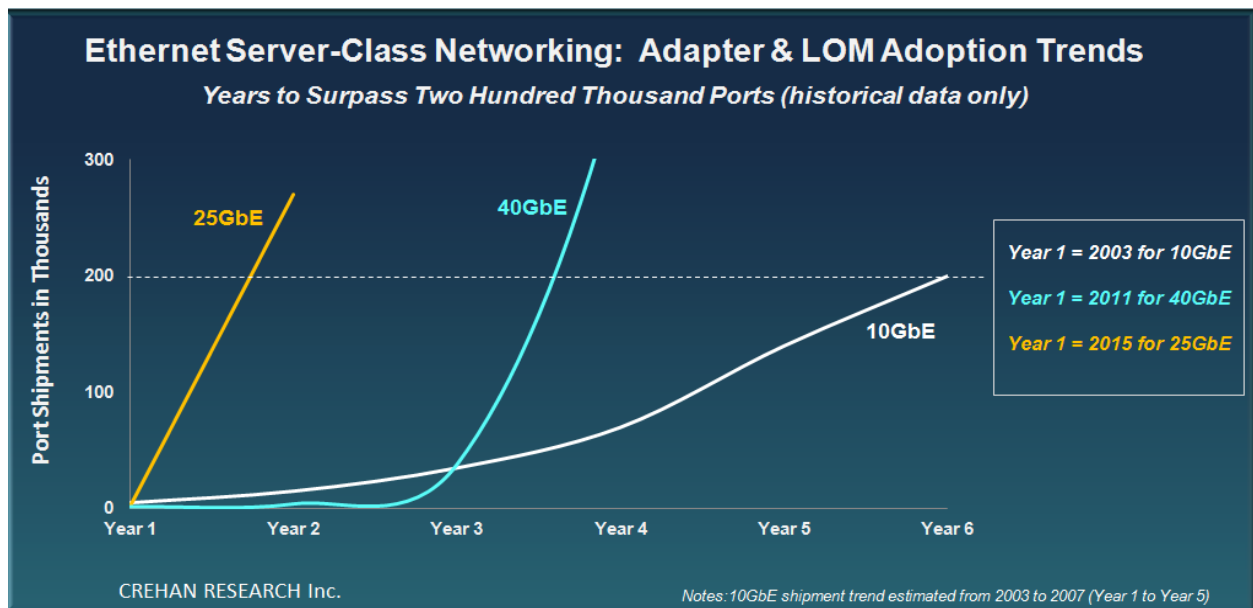 Ethernet Server-Class Networking: Adapter & LOM Adoption Trends
Years to Surpass Two Hundred Thousand Ports (historical data only)
Port Shipments in Thousands
300
200
100
0
25GbE
40GbE
10GbE
Year 1
Year 2
Year 3
Year 4
Year 5
Year 6
Year 1 = 2003 for 10GbE
Year 1 = 2011 for 40GbE
Year 1 = 2015 for 25GbE
CREHAN RESEARCH Inc.
Notes:10GbE shipment trend estimated from 2003 to 2007 (Year 1 to Year 5)